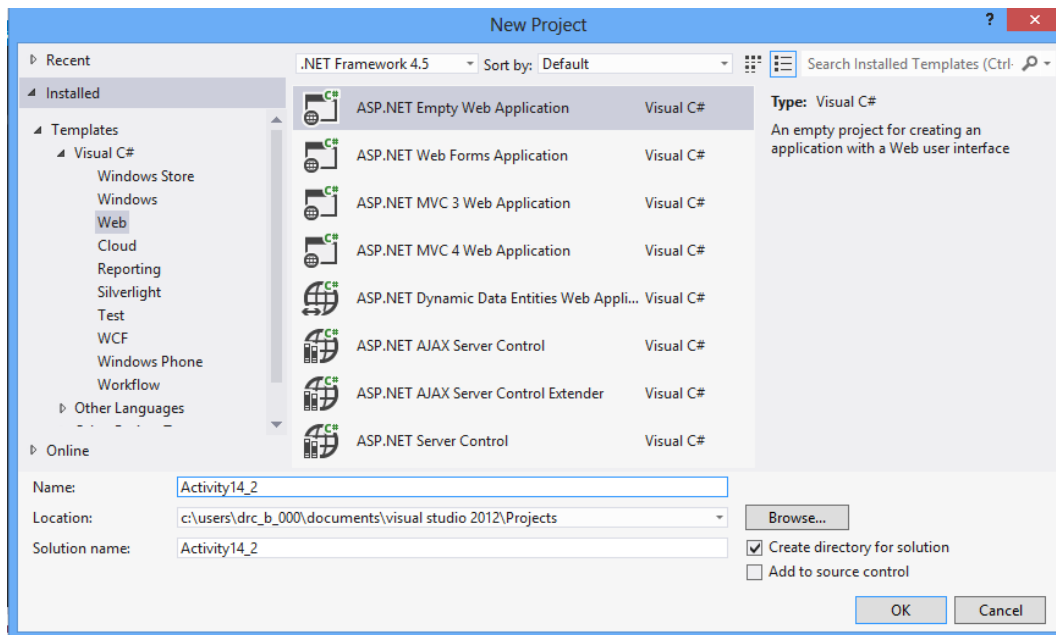 New Project
?
Recent
Installed
Templates
Visual C#
Windows Store
Windows
Web
Cloud
Reporting
Silverlight
Test
WCF
Windows Phone
Workflow
Other Languages
Online
.NET Framework 4.5
Sort by: Default
Search Installed Templates (Ctrl-
ASP.NET Empty Web Application Visual C#
ASP.NET Web Forms Application Visual C#
ASP.NET MVC 3 Web Application Visual C#
ASP.NET MVC 4 Web Application Visual C#
ASP.NET Dynamic Data Entities Web Appli... Visual C#
ASP.NET AJAX Server Control Visual C#
ASP.NET AJAX Server Control Extender Visual C#
ASP.NET Server Control Visual C#
Type: Visual C#
An empty project for creating an
application with a Web user interface
Name: Activity14_2
Location: c:\users\drc_b_000\documents\visual studio 2012\Projects
Browse...
Solution name: Activity14_2
Create directory for solution
Add to source control
OK
Cancel